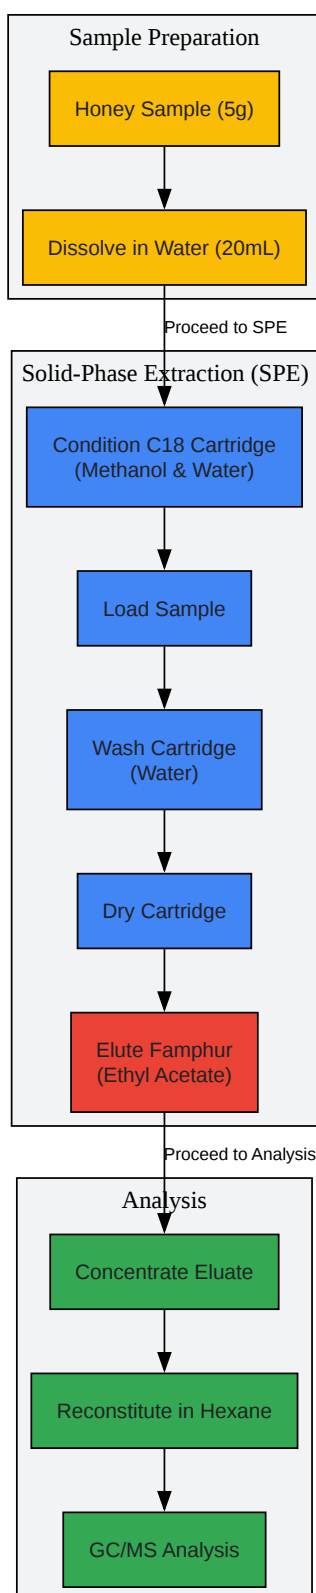 Sample Preparation
Honey Sample (5g)
Dissolve in Water (20mL)
Proceed to SPE
Solid-Phase Extraction (SPE)
Condition C18 Cartridge
(Methanol & Water)
Load Sample
Wash Cartridge
(Water)
Dry Cartridge
Elute Famphur
(Ethyl Acetate)
Proceed to Analysis
Analysis
Concentrate Eluate
Reconstitute in Hexane
GC/MS Analysis